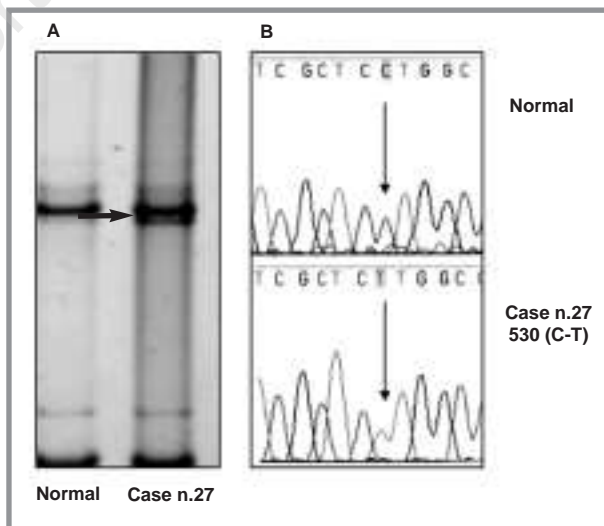 A
B
T C G C T C C T G G C
Normal
T C G C T C T T G G C
Case n.27
530 (C-T)
Normal Case n.27